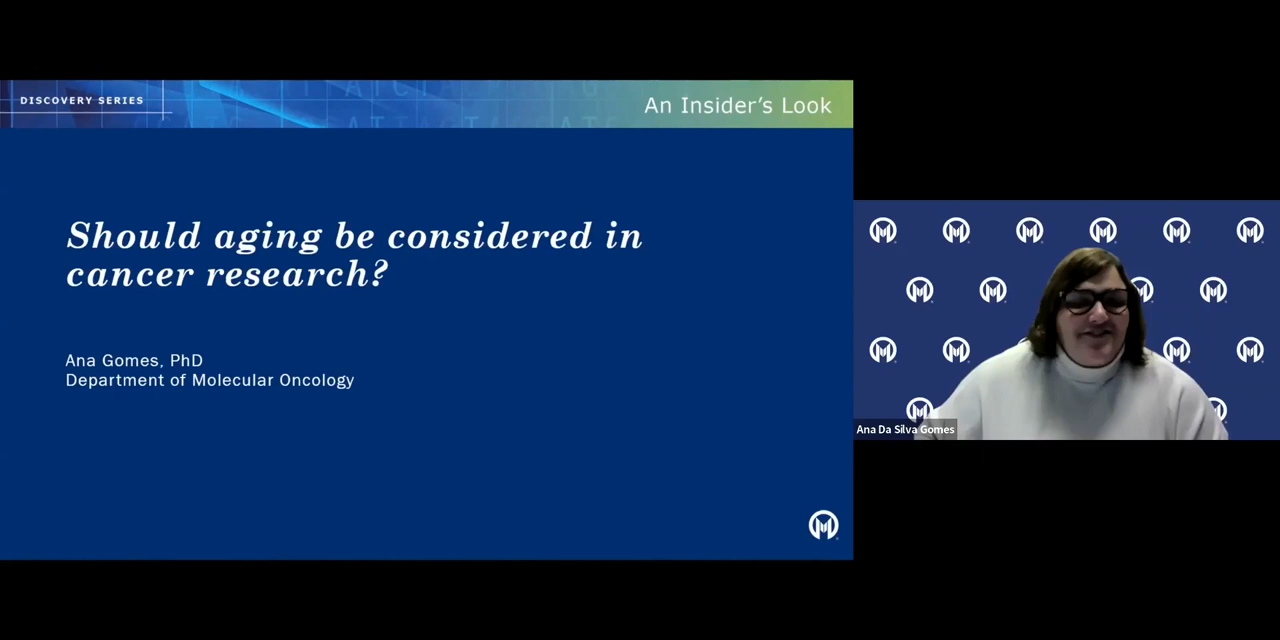 DISCOVERY SERIES
An Insider's Look
Should aging be considered in
cancer research?
Ana Gomes, PhD
Department of Molecular Oncology
Ana Da Silva Gomes